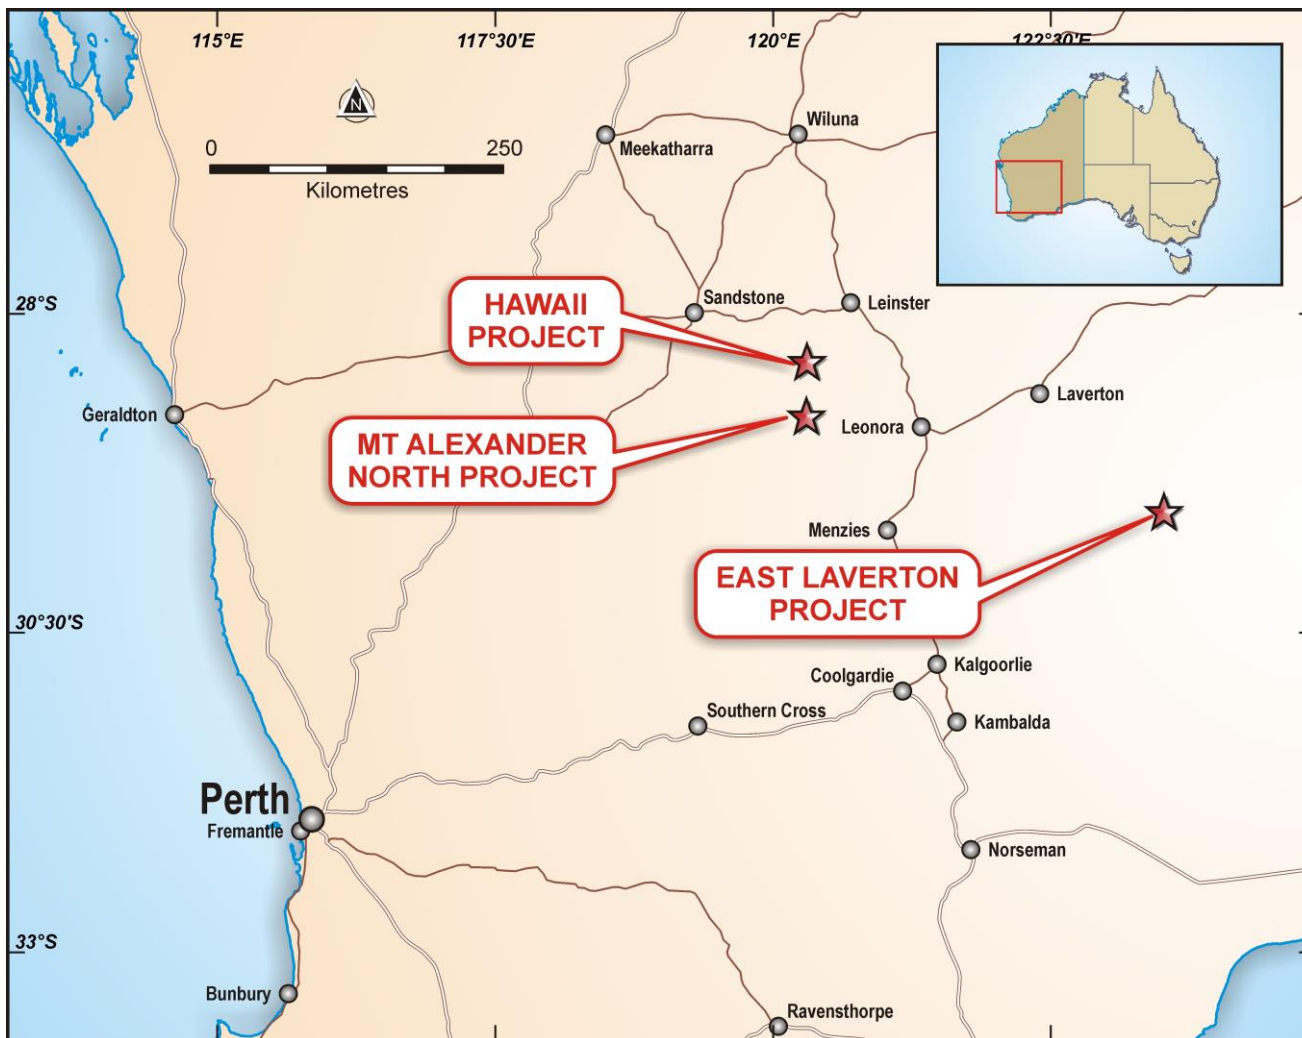 115°E
117°30'E
120°E
122°30'E
N
0
250
Kilometres
Meekatharra
Wiluna
28°S
HAWAII
PROJECT
Sandstone
Leinster
Geraldton
MT ALEXANDER
NORTH PROJECT
Leonora
Laverton
Menzies
EAST LAVERTON
PROJECT
30°30'S
Coolgardie
Kalgoorlie
Southern Cross
Kambalda
Perth
Fremantle
Norseman
33°S
Bunbury
Ravensthorpe